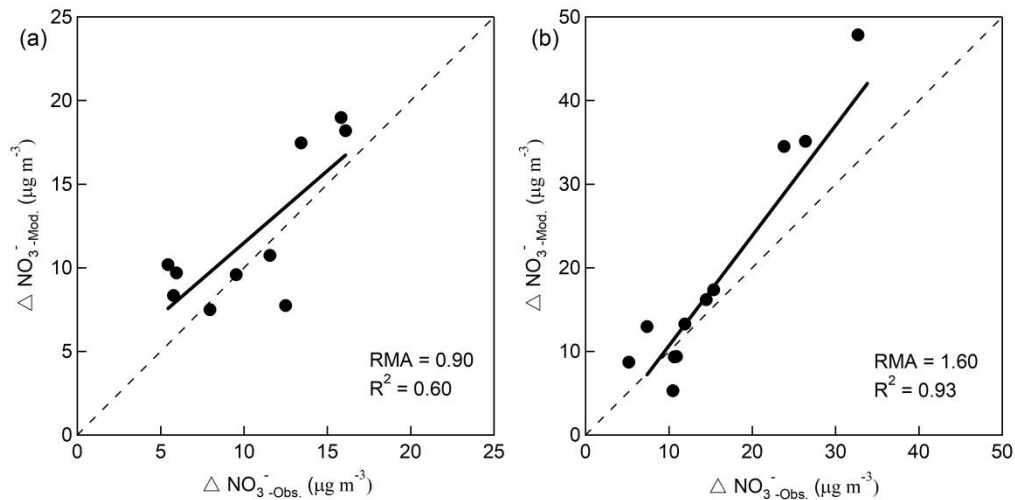 (a)
25
20
15
10
5
0
0 5 10 15 20 25
△ NO₃⁻-Mod. (μg m⁻³)
△ NO₃⁻-Obs. (μg m⁻³)
RMA = 0.90
R² = 0.60
(b)
50
40
30
20
10
0
0 10 20 30 40 50
△ NO₃⁻-Mod. (μg m⁻³)
△ NO₃⁻-Obs. (μg m⁻³)
RMA = 1.60
R² = 0.93